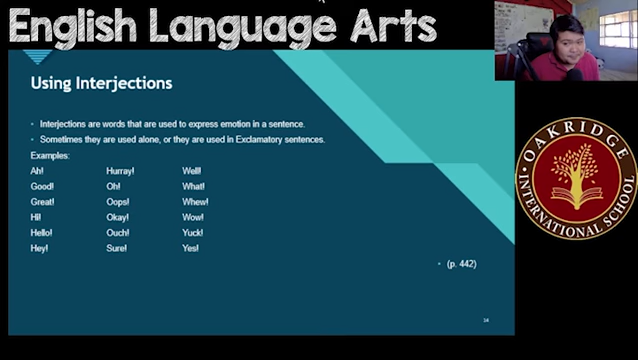 English Language Arts
Using Interjections
• Interjections are words that are used to express emotion in a sentence.
• Sometimes they are used alone, or they are used in Exclamatory sentences.
Examples:
Ah! Hurray! Well!
Good! Oh! What!
Great! Oops! Whew!
Hi! Okay! Wow!
Hello! Ouch! Yuck!
Hey! Sure! Yes!
• (p. 442)
34
OAKRIDGE
INTERNATIONAL SCHOOL